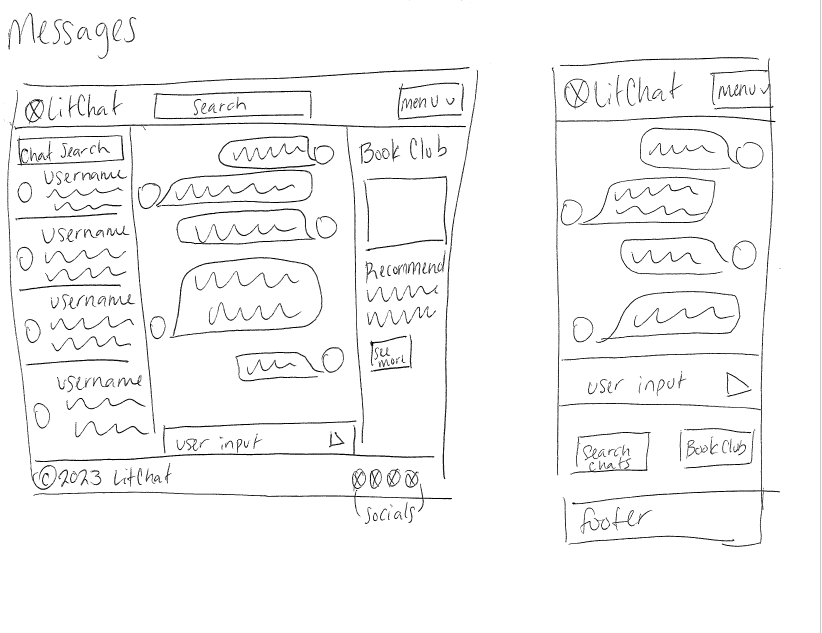 Messages
LitChat
Search
menu
Chat Search
Username
Username
Username
Username
Book Club
Recommend
See
more
user input
©2023 LitChat
Socials
LitChat
menu
user input
Search
chats
Book Club
footer